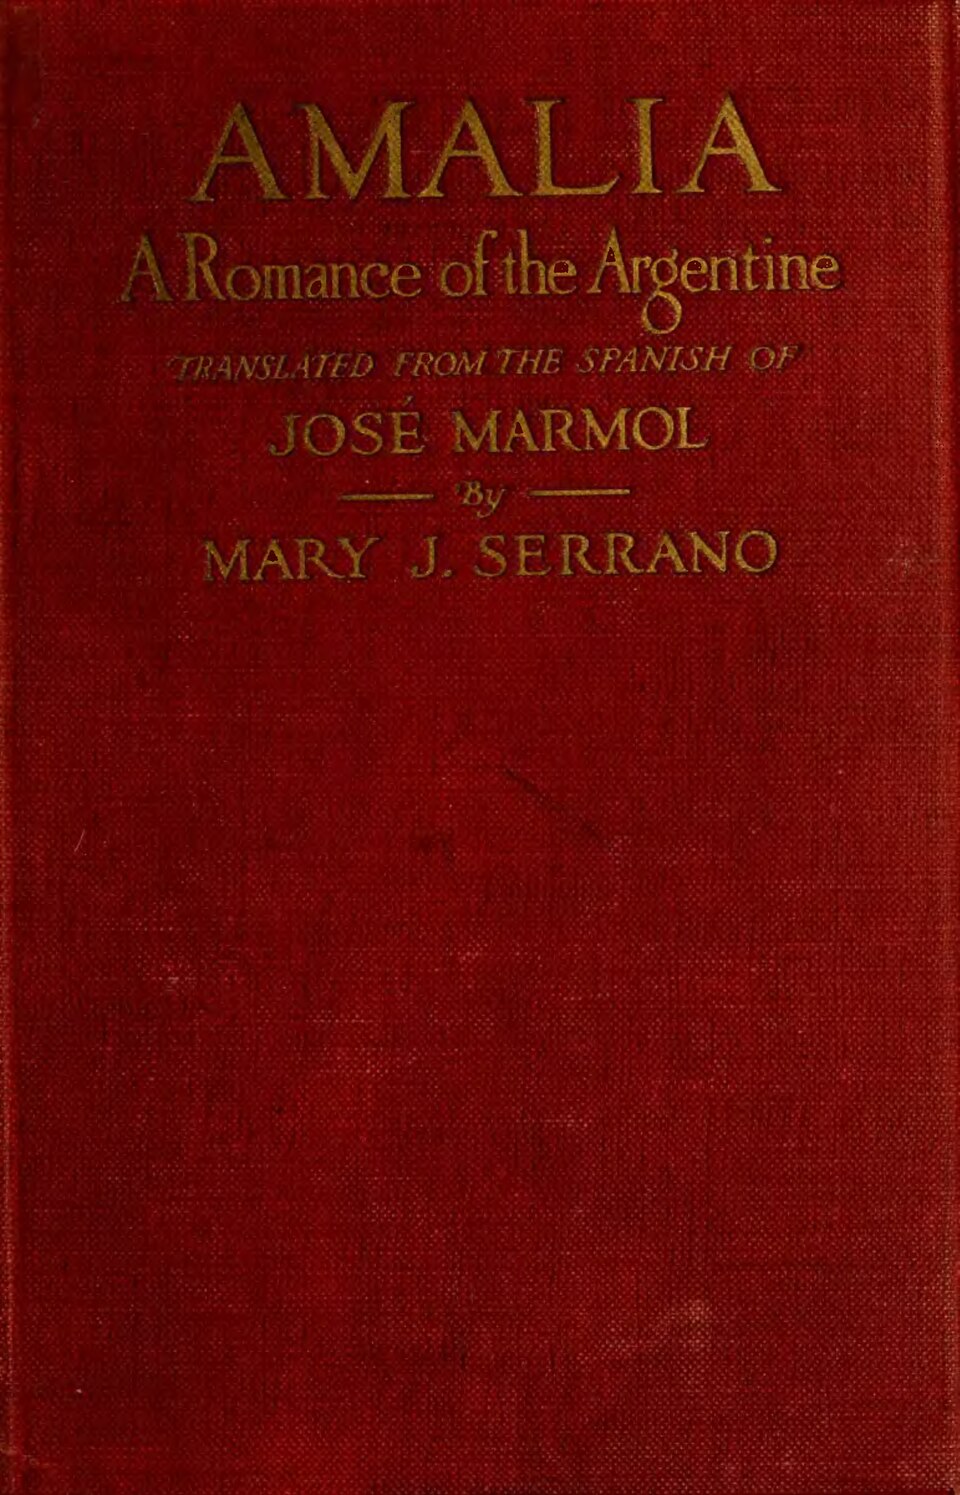 AMALIA
A Romance of the Argentine
TRANSLATED FROM THE SPANISH OF
JOSÉ MARMOL
By
MARY J. SERRANO